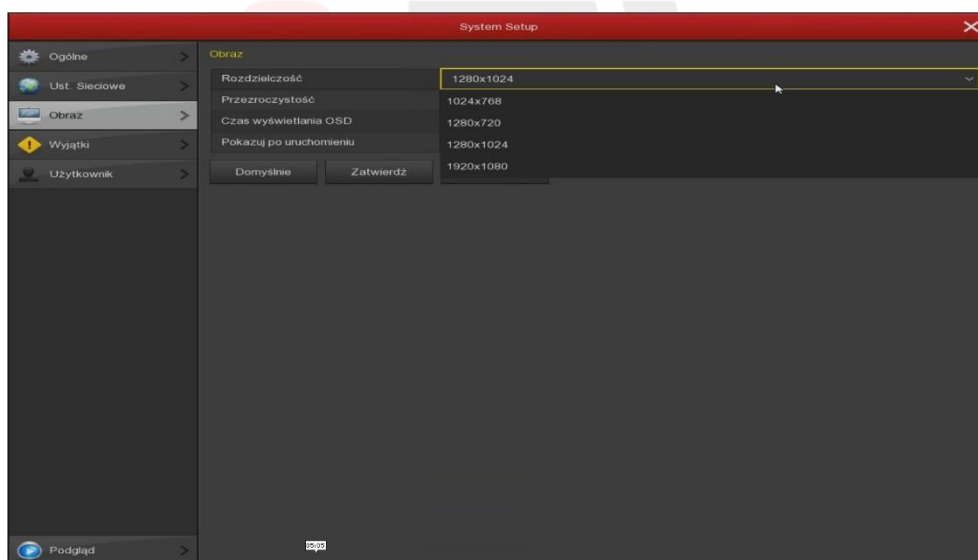 System Setup
Ogólne
Ust. Sieciowe
Obraz
Wyjątki
Użytkownik
Podgląd
Obraz
Rozdzielczość 1280x1024
Przezroczystość 1024x768
Czas wyświetlania OSD 1280x720
Pokazuj po uruchomieniu 1280x1024
1920x1080
Domyślnie Zatwierdź